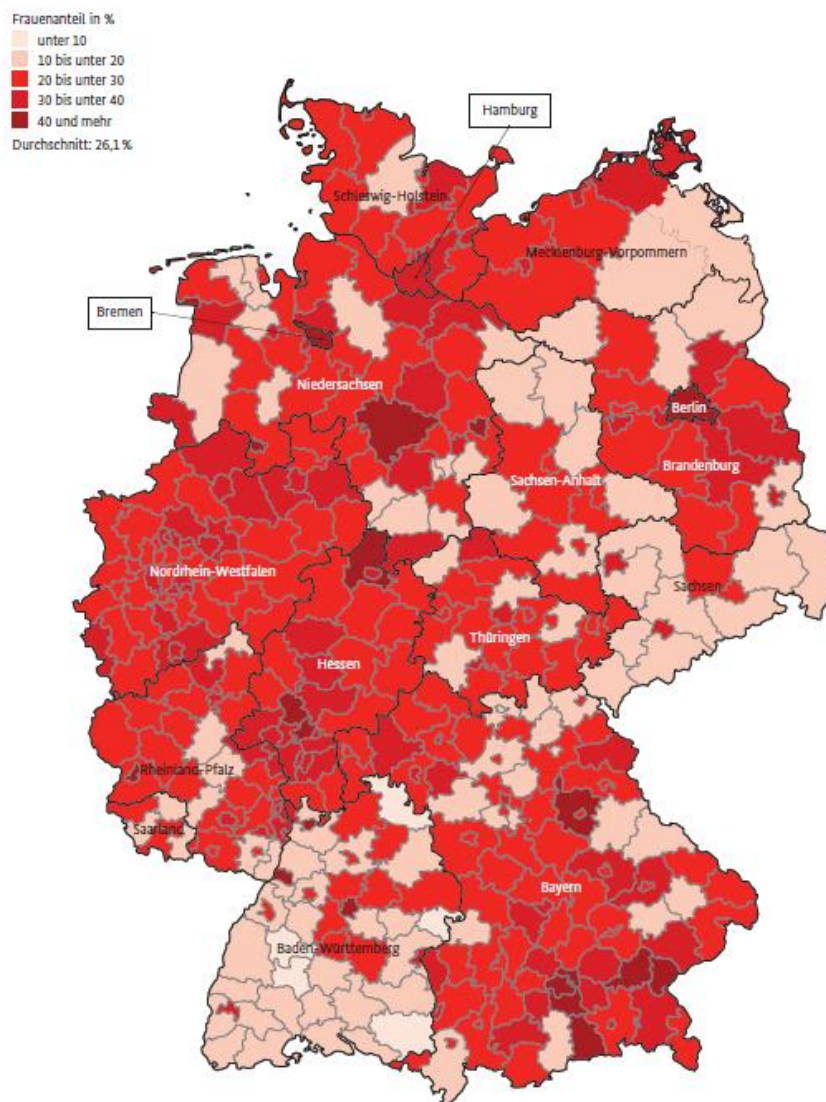 Frauenanteil in %
unter 10
10 bis unter 20
20 bis unter 30
30 bis unter 40
40 und mehr
Durchschnitt: 26,1 %
Hamburg
Schleswig-Holstein
Mecklenburg-Vorpommern
Bremen
Niedersachsen
Berlin
Brandenburg
Sachsen-Anhalt
Nordrhein-Westfalen
Sachsen
Thüringen
Hessen
Rheinland-Pfalz
Saarland
Bayern
Baden-Württemberg